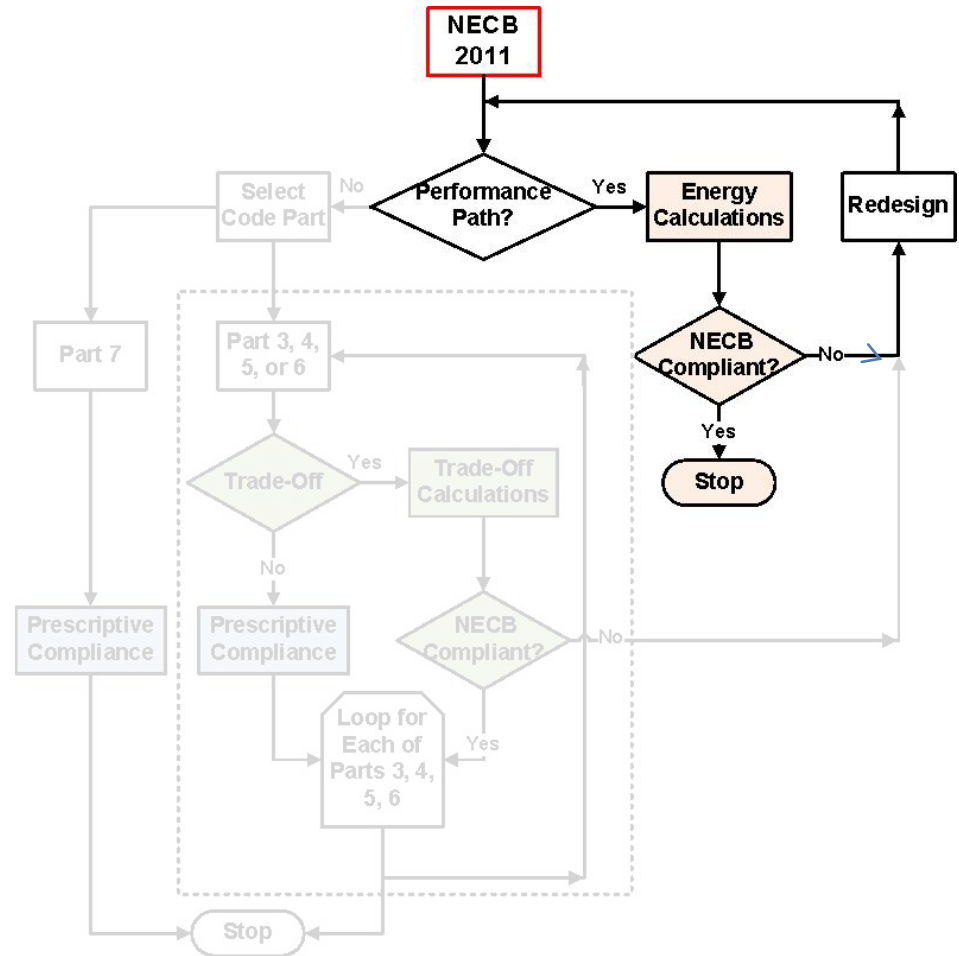 NECB
2011
No
Performance
Path?
Yes
Energy
Calculations
Redesign
Select
Code Part
Part 7
Part 3, 4,
5, or 6
NECB
Compliant?
No
Yes
Stop
Trade-Off
Yes
Trade-Off
Calculations
No
Prescriptive
Compliance
Prescriptive
Compliance
NECB
Compliant?
No
Yes
Loop for
Each of
Parts 3, 4,
5, 6
Stop